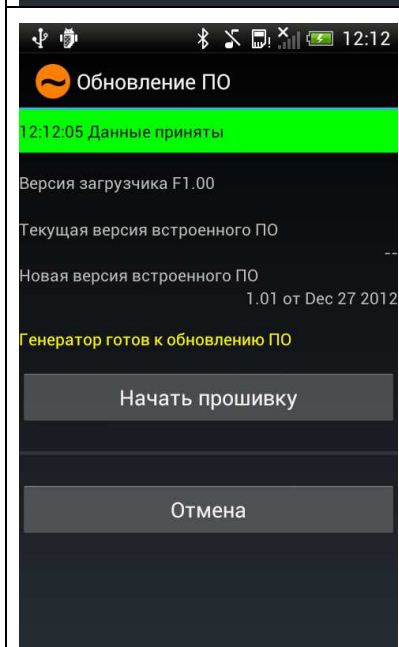 12:12
Обновление ПО
12:12:05 Данные приняты
Версия загрузчика F1.00
Текущая версия встроенного ПО
--
Новая версия встроенного ПО
1.01 от Dec 27 2012
Генератор готов к обновлению ПО
Начать прошивку
Отмена